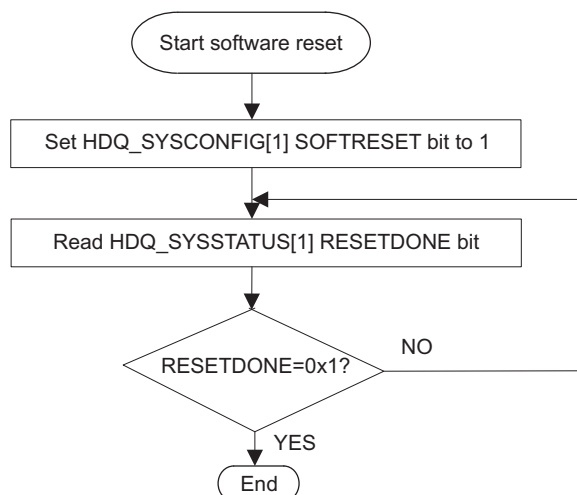 Start software reset
Set HDQ_SYSCONFIG[1] SOFTRESET bit to 1
Read HDQ_SYSSTATUS[1] RESETDONE bit
RESETDONE=0x1?
NO
YES
End